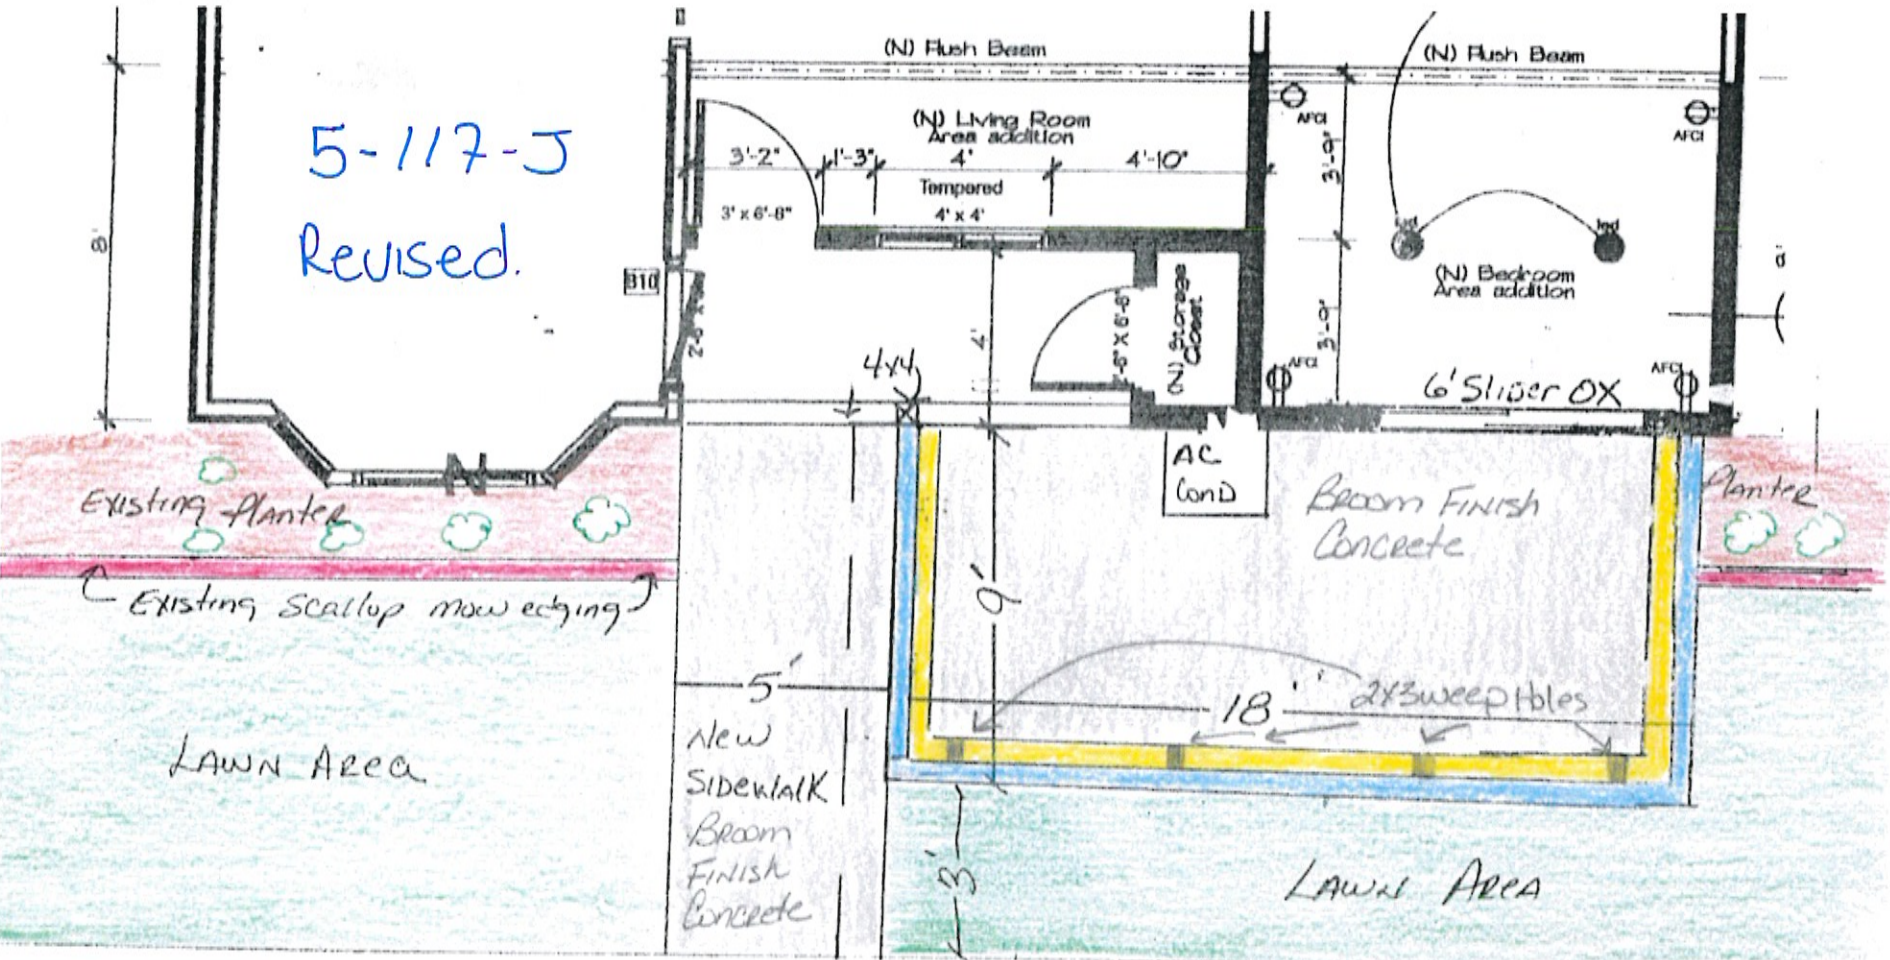 (N) Flush Beam
(N) Flush Beam
5-117-J
Revised.
(N) Living Room
Area addition
AFCI
AFCI
3'-2"
1'-3"
4'
4'-10"
3'-9"
Tempered
3' x 6'-8"
4' x 4'
led
led
8'
310
(N) Bedroom
Area addition
(N) Storage
Closet
4'
3'-9"
4x4
AFCI
AFCI
6' Slider OX
AC
Cond
Broom Finish
Concrete
Existing Planter
Planter
Existing scallop mow edging
9'
5'
18'
2x3 weep Holes
New
Sidewalk
Broom
Finish
Concrete
Lawn Area
3'
Lawn Area